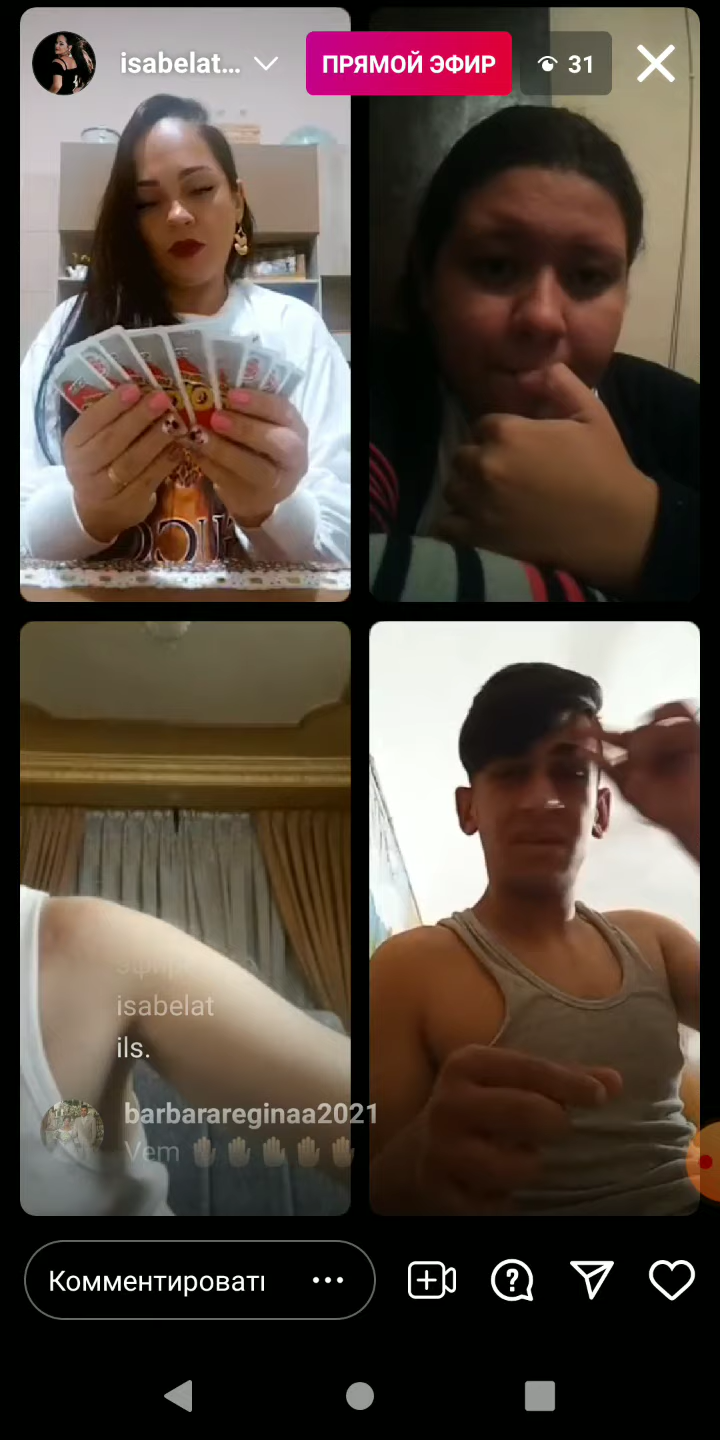 isabelat...
ПРЯМОЙ ЭФИР
31
isabelat
ils.
barbarareginaa2021
Vem 🤚🏽🤚🏽🤚🏽🤚🏽🤚🏽
Комментироваті